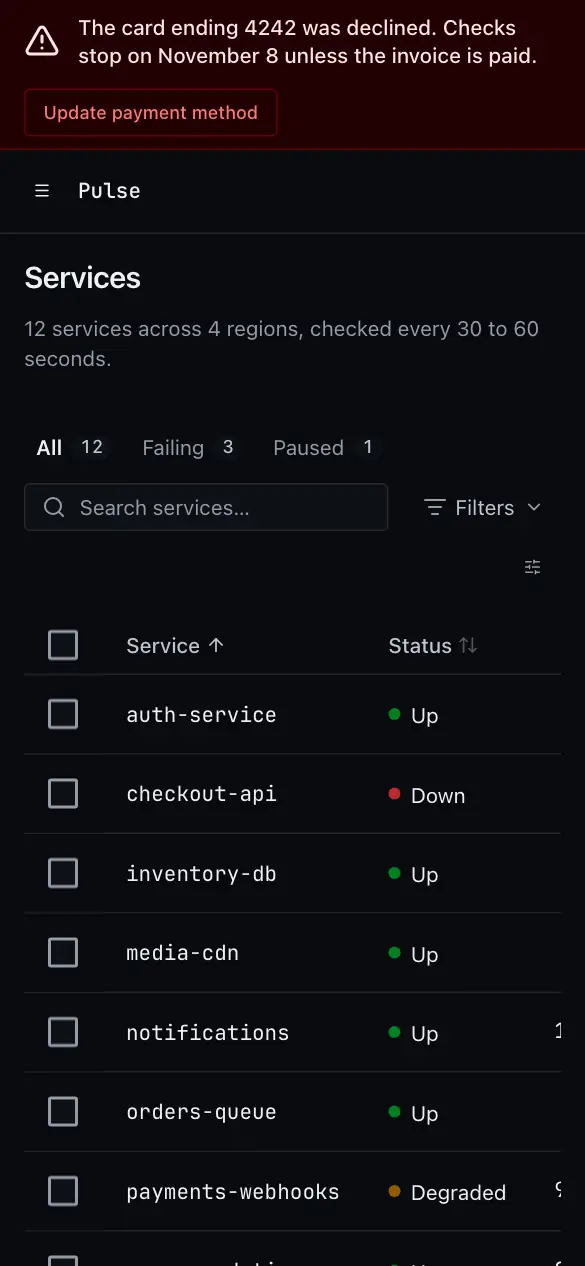 The card ending 4242 was declined. Checks
stop on November 8 unless the invoice is paid.
Update payment method
Pulse
Services
12 services across 4 regions, checked every 30 to 60
seconds.
All 12 Failing 3 Paused 1
Search services...
Filters
Service Status
auth-service Up
checkout-api Down
inventory-db Up
media-cdn Up
notifications Up
orders-queue Up
payments-webhooks Degraded